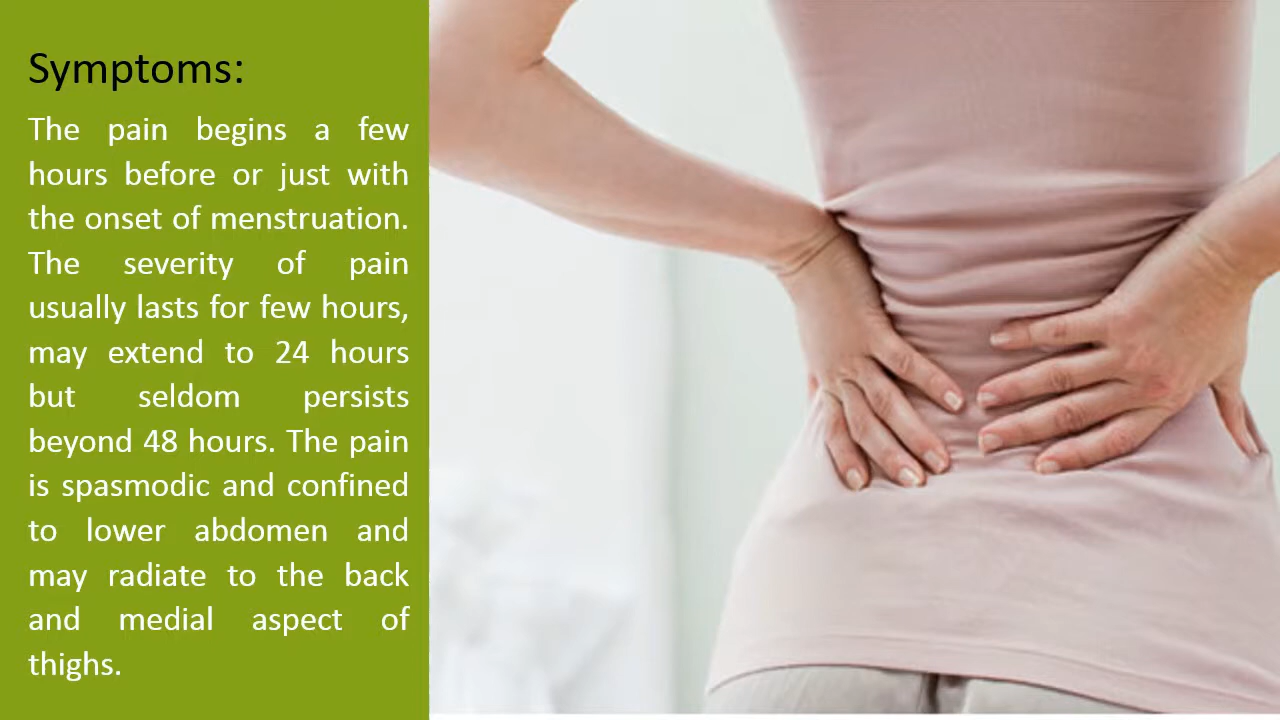 Symptoms:
The pain begins a few
hours before or just with
the onset of menstruation.
The severity of pain
usually lasts for few hours,
may extend to 24 hours
but seldom persists
beyond 48 hours. The pain
is spasmodic and confined
to lower abdomen and
may radiate to the back
and medial aspect of
thighs.